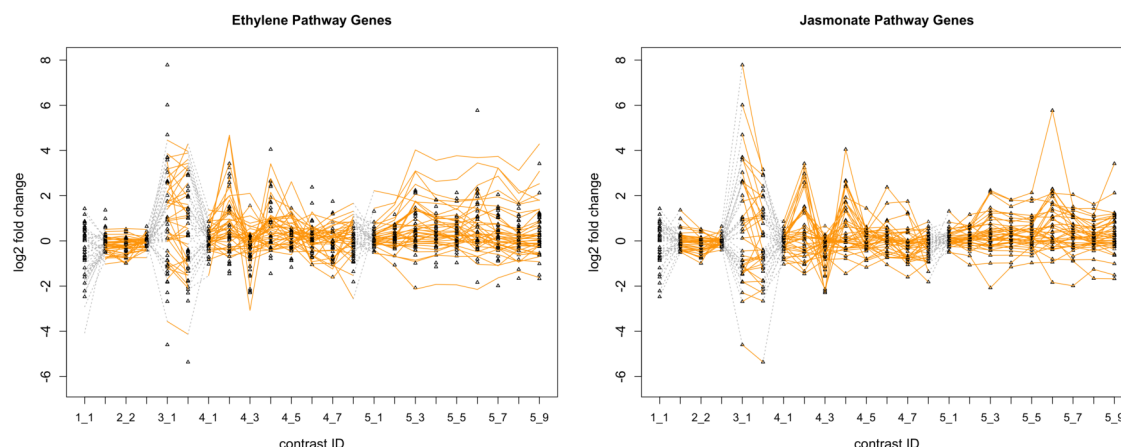 Ethylene Pathway Genes
log2 fold change
8
6
4
2
0
-2
-4
-6
1_1 2_2 3_1 4_1 4_3 4_5 4_7 5_1 5_3 5_5 5_7 5_9
contrast ID
Jasmonate Pathway Genes
log2 fold change
8
6
4
2
0
-2
-4
-6
1_1 2_2 3_1 4_1 4_3 4_5 4_7 5_1 5_3 5_5 5_7 5_9
contrast ID